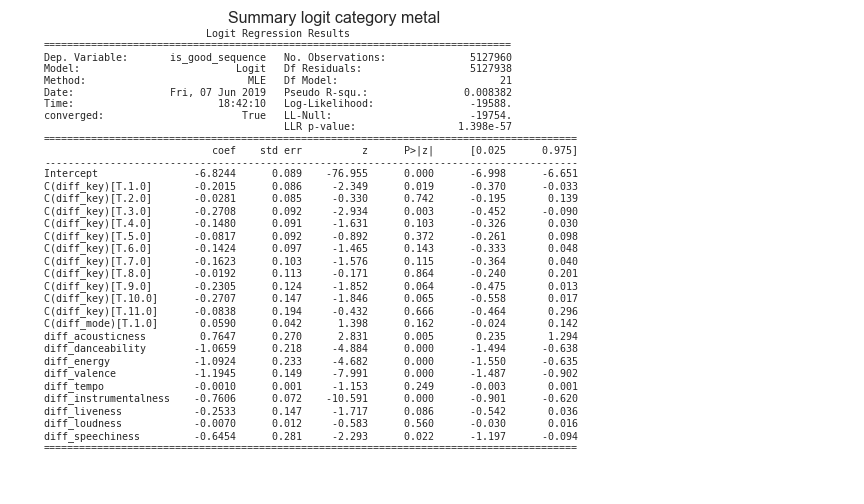 Summary logit category metal
Logit Regression Results
==============================================================================
Dep. Variable: is_good_sequence No. Observations: 5127960
Model: Logit Df Residuals: 5127938
Method: MLE Df Model: 21
Date: Fri, 07 Jun 2019 Pseudo R-squ.: 0.008382
Time: 18:42:10 Log-Likelihood: -19588.
converged: True LL-Null: -19754.
LLR p-value: 1.398e-57
=========================================================================================
coef std err z P>|z| [0.025 0.975]
-----------------------------------------------------------------------------------------
Intercept -6.8244 0.089 -76.955 0.000 -6.998 -6.651
C(diff_key)[T.1.0] -0.2015 0.086 -2.349 0.019 -0.370 -0.033
C(diff_key)[T.2.0] -0.0281 0.085 -0.330 0.742 -0.195 0.139
C(diff_key)[T.3.0] -0.2708 0.092 -2.934 0.003 -0.452 -0.090
C(diff_key)[T.4.0] -0.1480 0.091 -1.631 0.103 -0.326 0.030
C(diff_key)[T.5.0] -0.0817 0.092 -0.892 0.372 -0.261 0.098
C(diff_key)[T.6.0] -0.1424 0.097 -1.465 0.143 -0.333 0.048
C(diff_key)[T.7.0] -0.1623 0.103 -1.576 0.115 -0.364 0.040
C(diff_key)[T.8.0] -0.0192 0.113 -0.171 0.864 -0.240 0.201
C(diff_key)[T.9.0] -0.2305 0.124 -1.852 0.064 -0.475 0.013
C(diff_key)[T.10.0] -0.2707 0.147 -1.846 0.065 -0.558 0.017
C(diff_key)[T.11.0] -0.0838 0.194 -0.432 0.666 -0.464 0.296
C(diff_mode)[T.1.0] 0.0590 0.042 1.398 0.162 -0.024 0.142
diff_acousticness 0.7647 0.270 2.831 0.005 0.235 1.294
diff_danceability -1.0659 0.218 -4.884 0.000 -1.494 -0.638
diff_energy -1.0924 0.233 -4.682 0.000 -1.550 -0.635
diff_valence -1.1945 0.149 -7.991 0.000 -1.487 -0.902
diff_tempo -0.0010 0.001 -1.153 0.249 -0.003 0.001
diff_instrumentalness -0.7606 0.072 -10.591 0.000 -0.901 -0.620
diff_liveness -0.2533 0.147 -1.717 0.086 -0.542 0.036
diff_loudness -0.0070 0.012 -0.583 0.560 -0.030 0.016
diff_speechiness -0.6454 0.281 -2.293 0.022 -1.197 -0.094
=========================================================================================